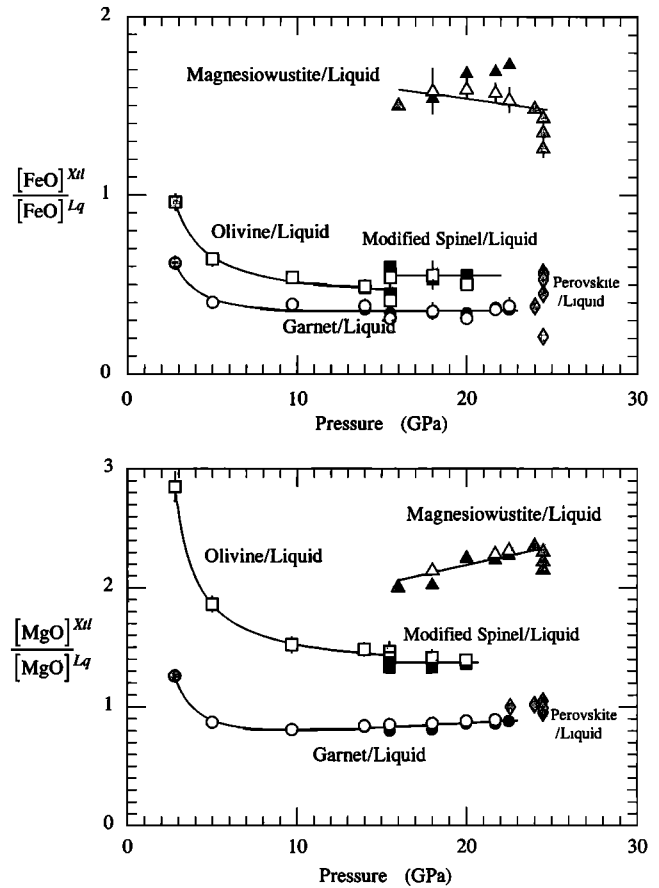 2
Magnesiowustite/Liquid
[FeO]^Xtl
[FeO]^Lq
1
Olivine/Liquid
Modified Spinel/Liquid
Perovskite
/Liquid
Garnet/Liquid
0
0 10 20 30
Pressure (GPa)
3
Magnesiowustite/Liquid
Olivine/Liquid
2
[MgO]^Xtl
[MgO]^Lq
Modified Spinel/Liquid
1
Perovskite
/Liquid
Garnet/Liquid
0
0 10 20 30
Pressure (GPa)